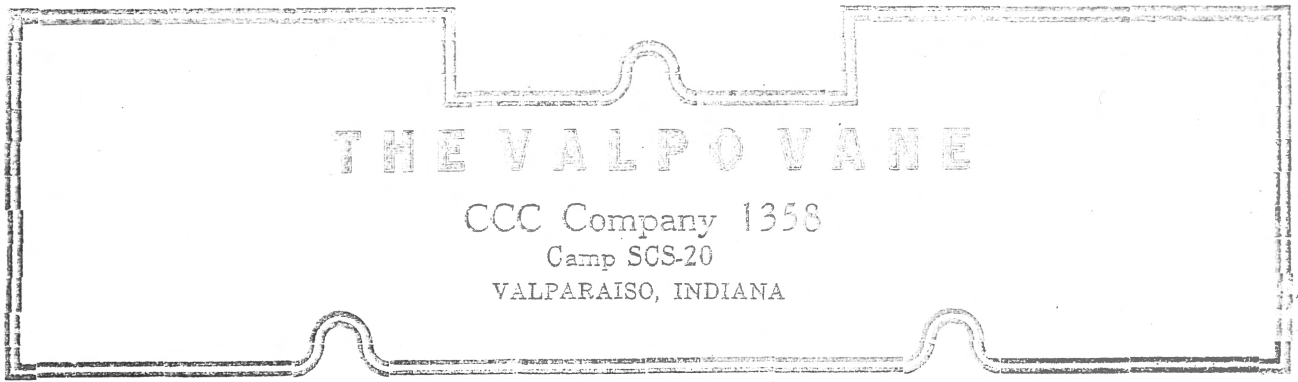 THE VALPO VANE
CCC Company 1358
Camp SCS-20
VALPARAISO, INDIANA